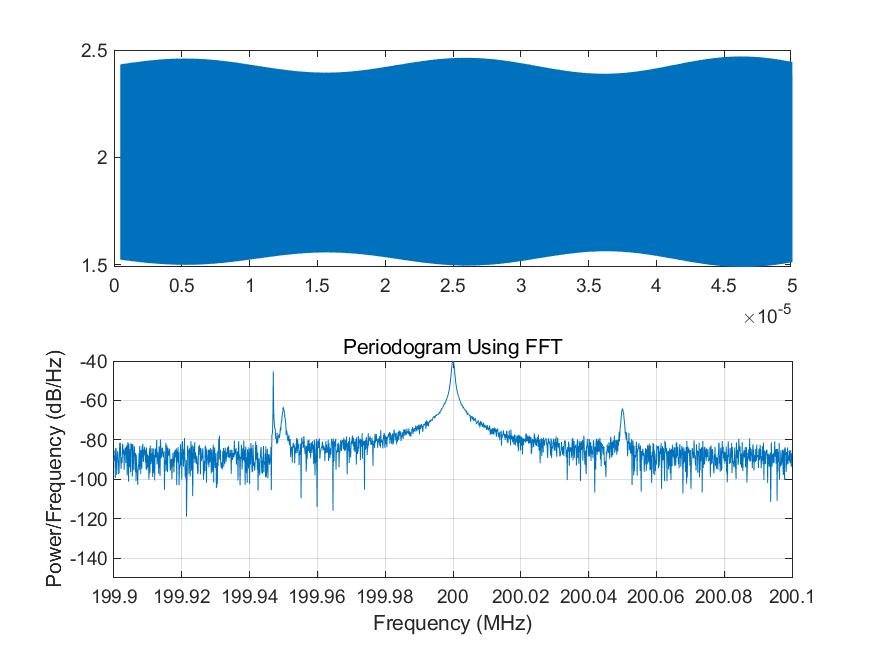 2.5
2
1.5
0 0.5 1 1.5 2 2.5 3 3.5 4 4.5 5
×10-5
Periodogram Using FFT
Power/Frequency (dB/Hz)
-40
-60
-80
-100
-120
-140
199.9 199.92 199.94 199.96 199.98 200 200.02 200.04 200.06 200.08 200.1
Frequency (MHz)